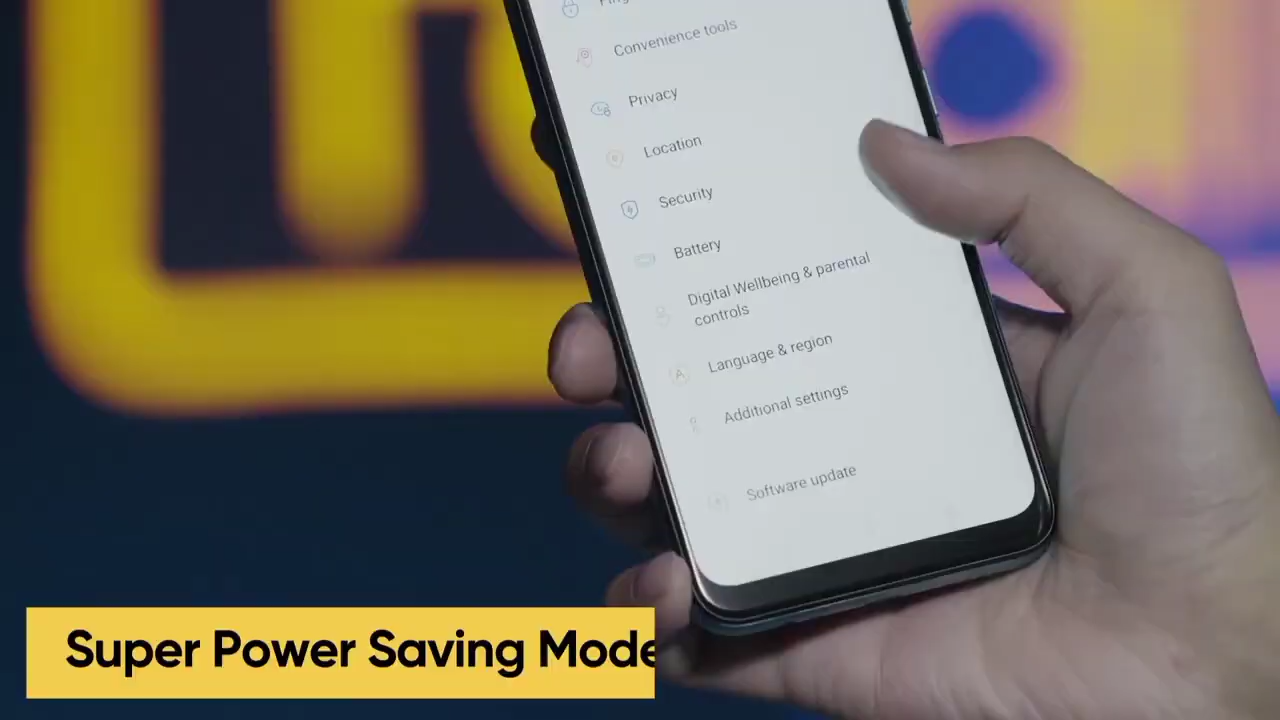 Convenience tools
Privacy
Location
Security
Battery
Digital Wellbeing & parental
controls
Language & region
Additional settings
Software update
Super Power Saving Mode